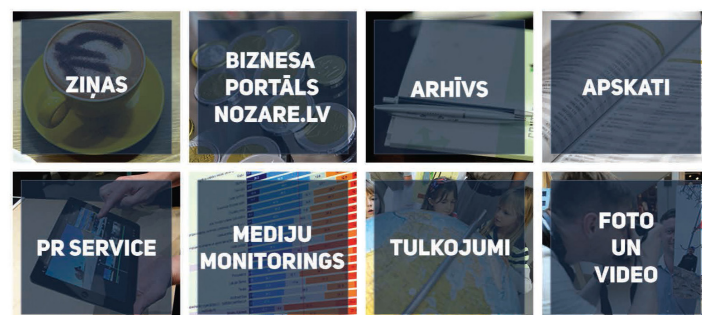 ZIŅAS
BIZNESA
PORTĀLS
NOZARE.LV
ARHĪVS
APSKATI
PR SERVICE
MEDIJU
MONITORINGS
TULKOJUMI
FOTO
UN
VIDEO